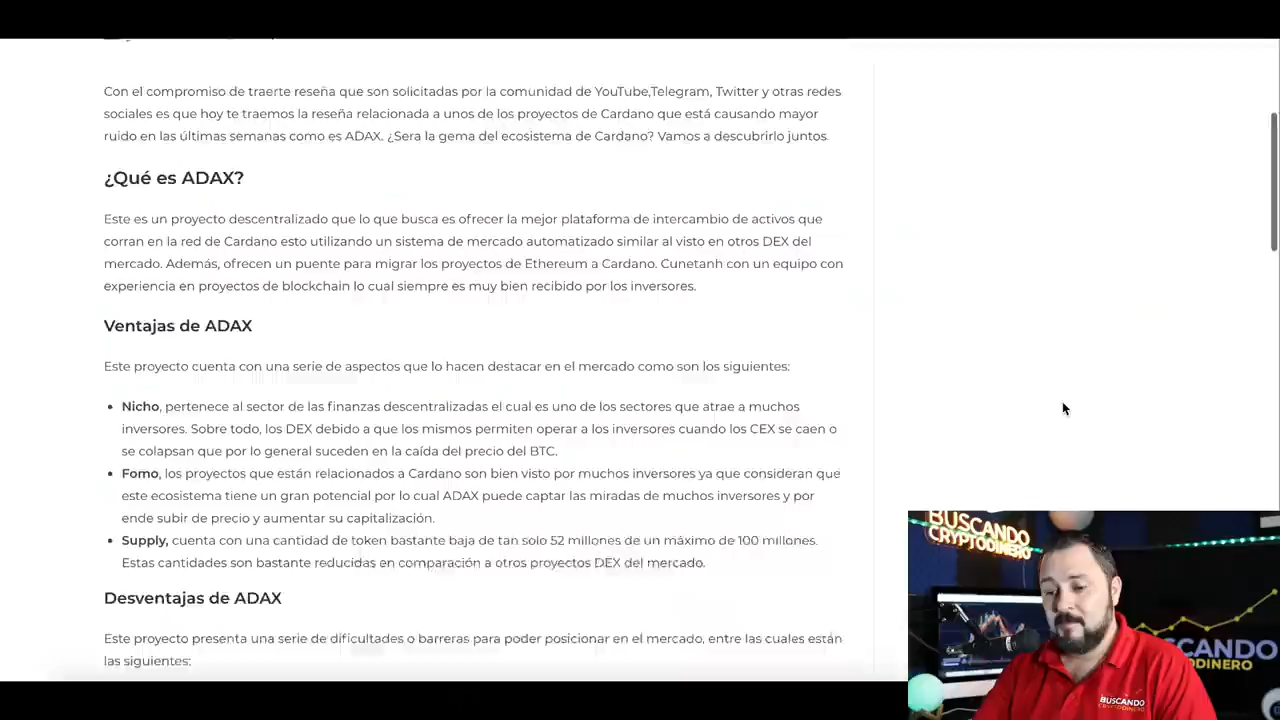 Con el compromiso de traerte reseña que son solicitadas por la comunidad de YouTube,Telegram, Twitter y otras redes
sociales es que hoy te traemos la reseña relacionada a unos de los proyectos de Cardano que está causando mayor
ruido en las últimas semanas como es ADAX. ¿Sera la gema del ecosistema de Cardano? Vamos a descubrirlo juntos.
¿Qué es ADAX?
Este es un proyecto descentralizado que lo que busca es ofrecer la mejor plataforma de intercambio de activos que
corran en la red de Cardano esto utilizando un sistema de mercado automatizado similar al visto en otros DEX del
mercado. Además, ofrecen un puente para migrar los proyectos de Ethereum a Cardano. Cunetanh con un equipo con
experiencia en proyectos de blockchain lo cual siempre es muy bien recibido por los inversores.
Ventajas de ADAX
Este proyecto cuenta con una serie de aspectos que lo hacen destacar en el mercado como son los siguientes:
• Nicho, pertenece al sector de las finanzas descentralizadas el cual es uno de los sectores que atrae a muchos
inversores. Sobre todo, los DEX debido a que los mismos permiten operar a los inversores cuando los CEX se caen o
se colapsan que por lo general suceden en la caída del precio del BTC.
• Fomo, los proyectos que están relacionados a Cardano son bien visto por muchos inversores ya que consideran que
este ecosistema tiene un gran potencial por lo cual ADAX puede captar las miradas de muchos inversores y por
ende subir de precio y aumentar su capitalización.
• Supply, cuenta con una cantidad de token bastante baja de tan solo 52 millones de un máximo de 100 millones.
Estas cantidades son bastante reducidas en comparación a otros proyectos DEX del mercado.
Desventajas de ADAX
Este proyecto presenta una serie de dificultades o barreras para poder posicionar en el mercado, entre las cuales están
las siguientes:
BUSCANDO
CRYPTODINERO
SCANDO
TODINERO
BUSCANDO
CRYPTODINERO